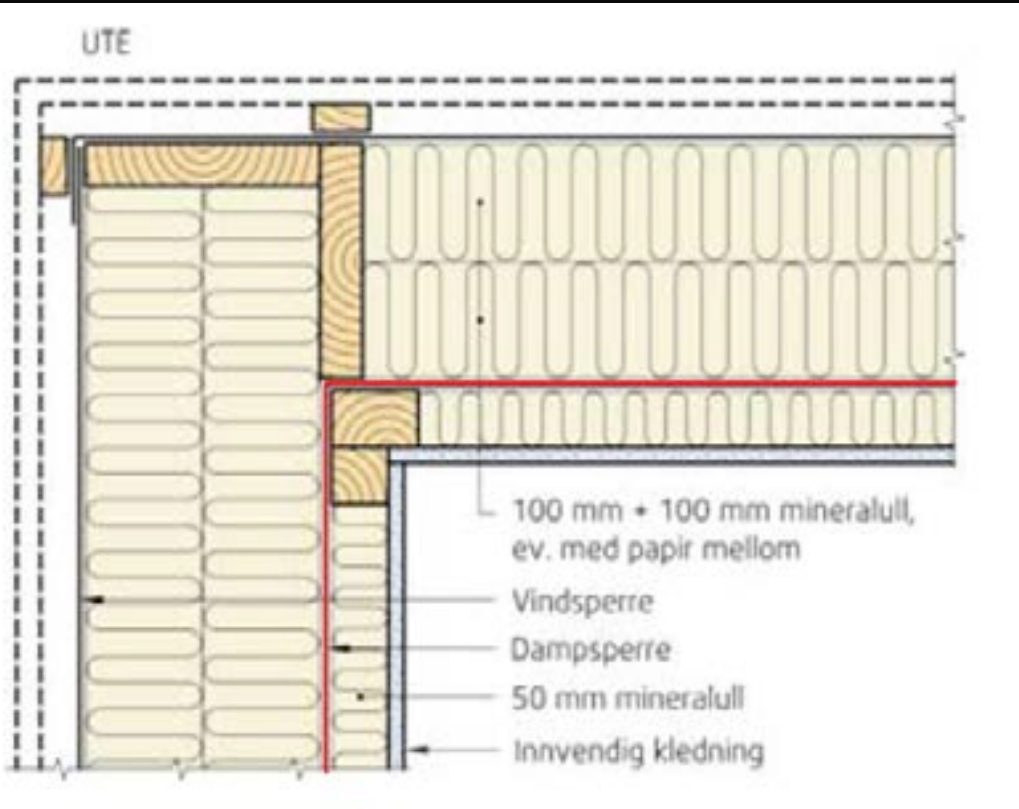 UTE
100 mm + 100 mm mineralull,
ev. med papir mellom
Vindsperre
Dampsperre
50 mm mineralull
Innvendig kledning